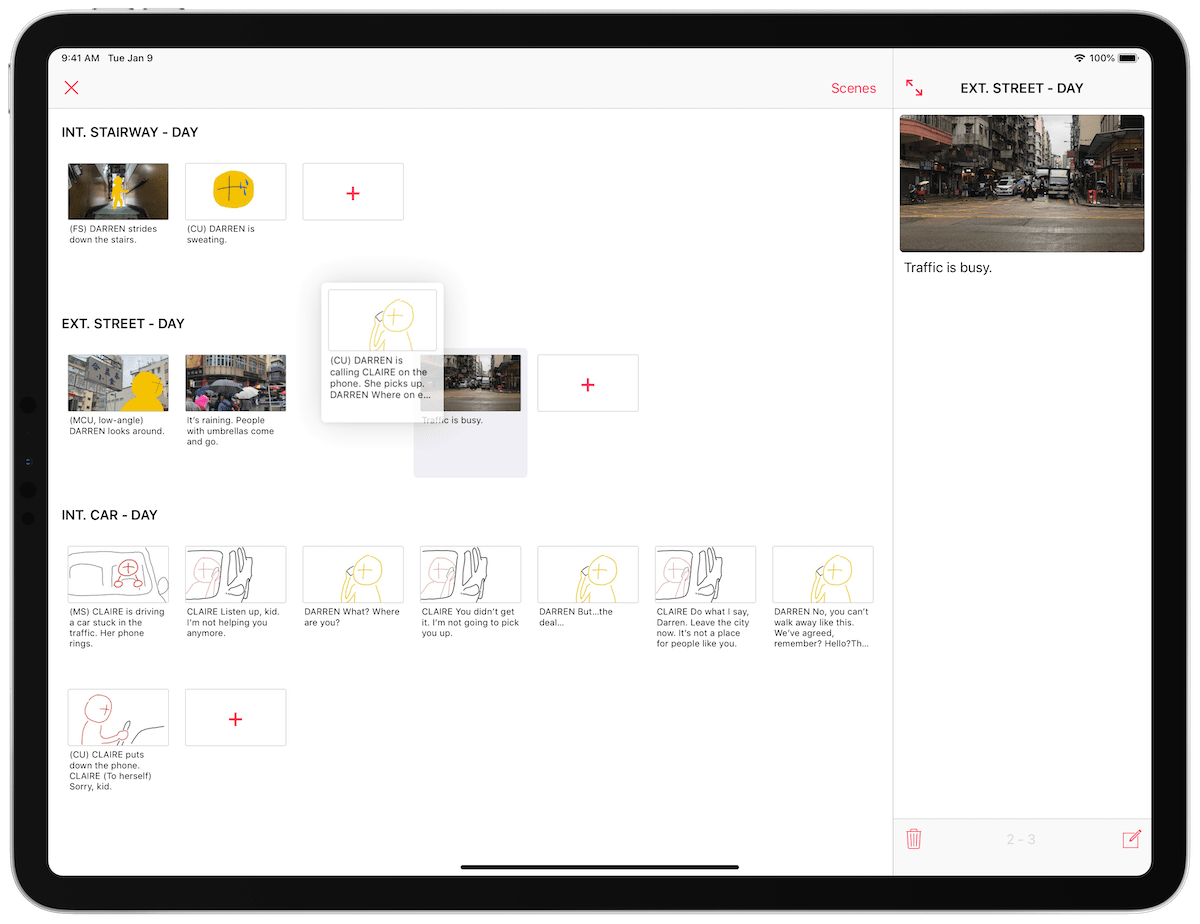 9:41 AM Tue Jan 9
100%
Scenes
EXT. STREET - DAY
INT. STAIRWAY - DAY
(FS) DARREN strides
down the stairs.
(CU) DARREN is
sweating.
Traffic is busy.
EXT. STREET - DAY
(MCU, low-angle)
DARREN looks around.
It's raining. People
with umbrellas come
and go.
(CU) DARREN is
calling CLAIRE on the
phone. She picks up.
DARREN Where on e...
Traffic is busy.
INT. CAR - DAY
(MS) CLAIRE is driving
a car stuck in the
traffic. Her phone
rings.
CLAIRE Listen up, kid.
I'm not helping you
anymore.
DARREN What? Where
are you?
CLAIRE You didn't get
it. I'm not going to pick
you up.
DARREN But...the
deal...
CLAIRE Do what I say,
Darren. Leave the city
now. It's not a place
for people like you.
DARREN No, you can't
walk away like this.
We've agreed,
remember? Hello?Th...
(CU) CLAIRE puts
down the phone.
CLAIRE (To herself)
Sorry, kid.
2 - 3